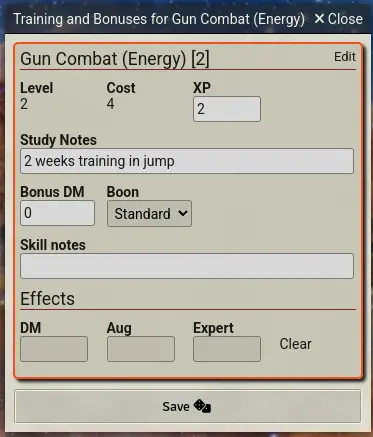 Training and Bonuses for Gun Combat (Energy) ✕ Close
Gun Combat (Energy) [2] Edit
Level Cost XP
2 4 2
Study Notes
2 weeks training in jump
Bonus DM Boon
0 Standard
Skill notes
Effects
DM Aug Expert
Clear
Save